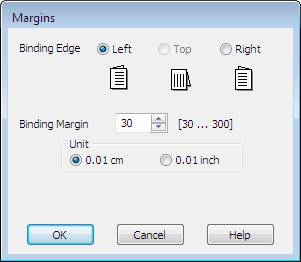 Margins
Binding Edge Left Top Right
Binding Margin 30 [30 ... 300]
Unit
0.01 cm 0.01 inch
OK Cancel Help